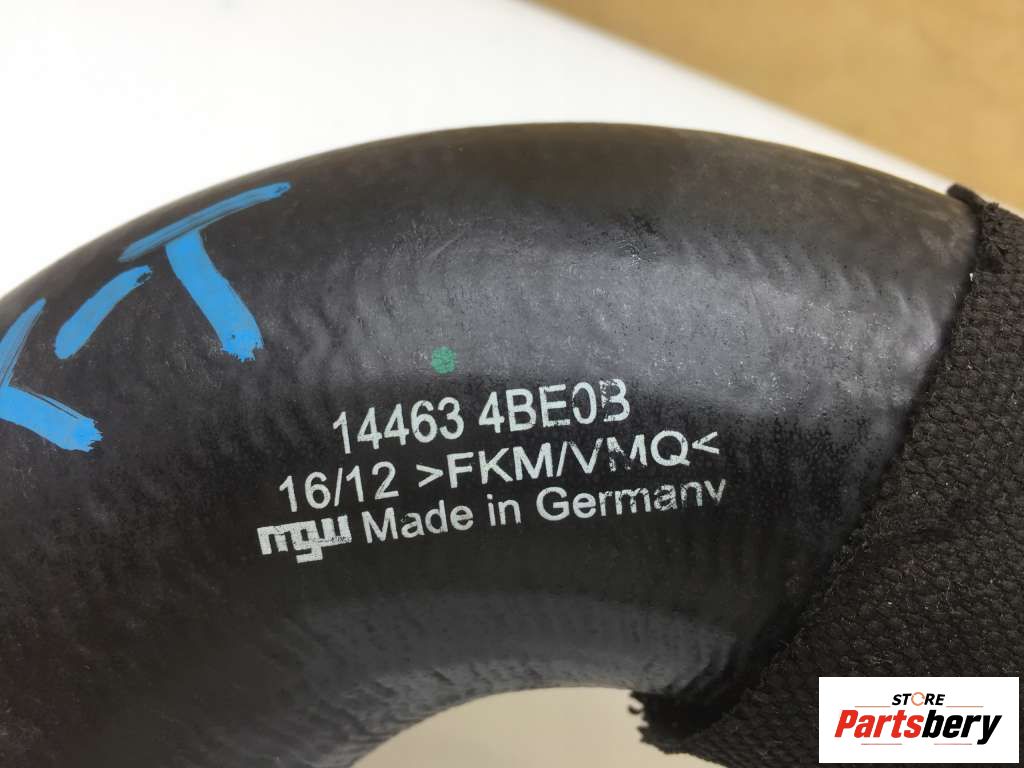 14463 4BE0B
16/12 >FKM/VMQ<
mgw Made in Germany
STORE
Partsbery